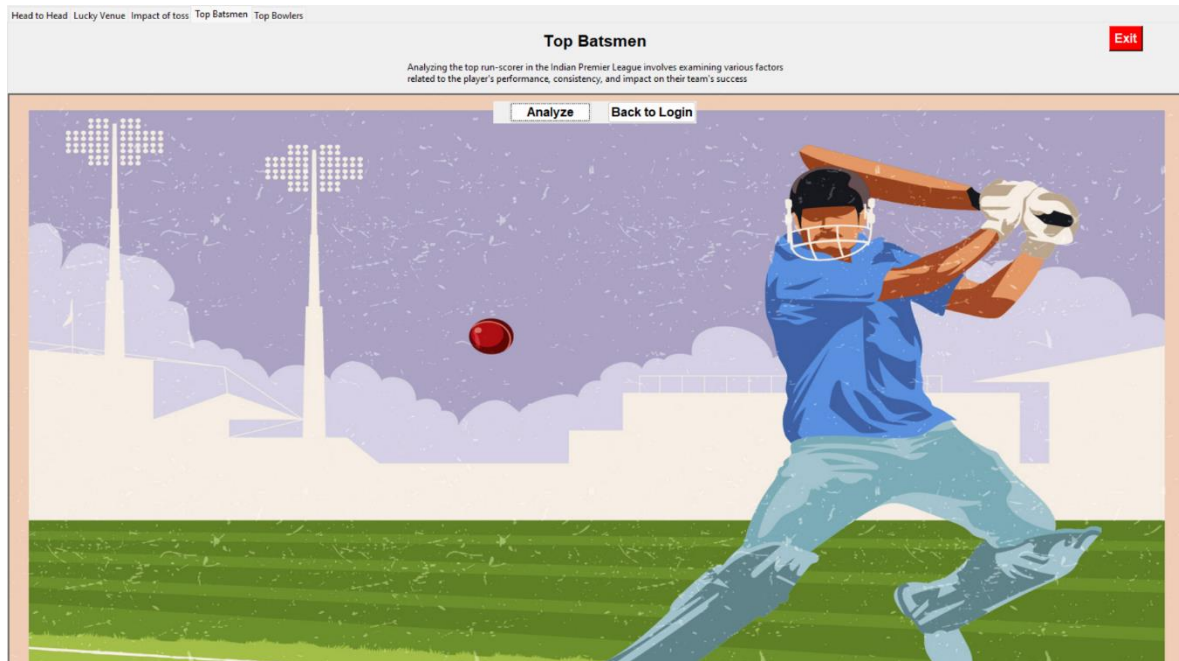 Head to Head Lucky Venue Impact of toss Top Batsmen Top Bowlers
Top Batsmen
Exit
Analyzing the top run-scorer in the Indian Premier League involves examining various factors
related to the player's performance, consistency, and impact on their team's success
Analyze Back to Login